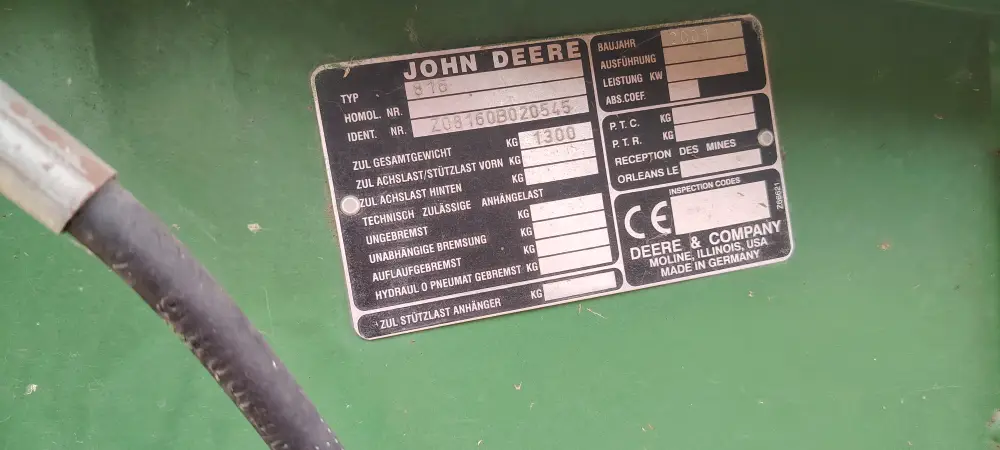 JOHN DEERE
TYP 816
HOMOL. NR.
IDENT. NR. Z08160B020545
ZUL GESAMTGEWICHT KG 1300
ZUL ACHSLAST/STÜTZLAST VORN KG
ZUL ACHSLAST HINTEN KG
TECHNISCH ZULÄSSIGE ANHÄNGELAST
UNGEBREMST KG
UNABHÄNGIGE BREMSUNG KG
AUFLAUFGEBREMST KG
HYDRAUL O PNEUMAT GEBREMST KG
ZUL STÜTZLAST ANHÄNGER KG
BAUJAHR 2001
AUSFÜHRUNG
LEISTUNG KW
ABS.COEF.
P.T.C. KG
P.T.R. KG
RECEPTION DES MINES
ORLEANS LE
INSPECTION CODES
CE
DEERE & COMPANY
MOLINE, ILLINOIS, USA
MADE IN GERMANY